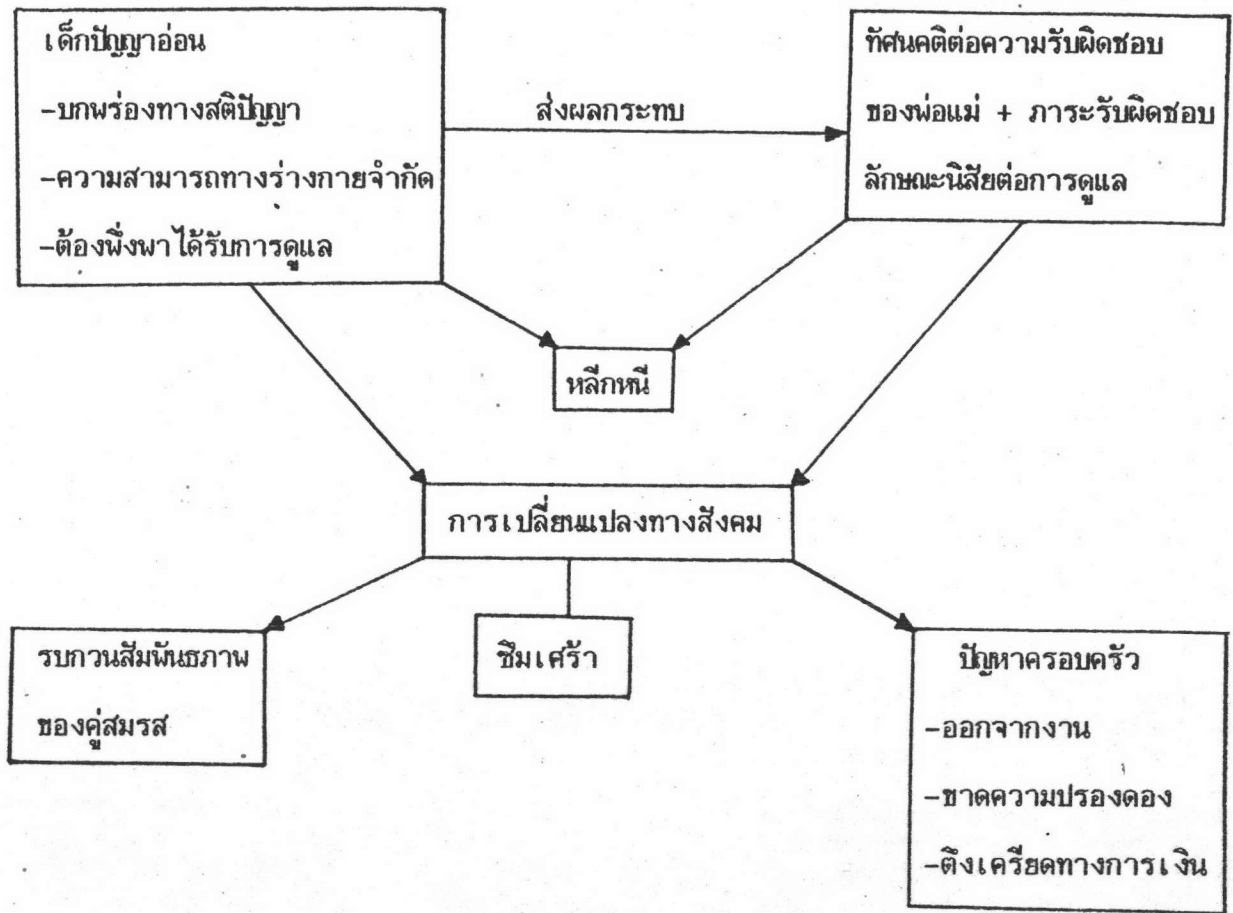 เด็กปัญญาอ่อน
-บกพร่องทางสติปัญญา
-ความสามารถทางร่างกายจำกัด
-ต้องพึ่งพาได้รับการดูแล
ส่งผลกระทบ
ทัศนคติต่อความรับผิดชอบ
ของพ่อแม่ + ภาระรับผิดชอบ
ลักษณะนิสัยต่อการดูแล
หลีกหนี
การเปลี่ยนแปลงทางสังคม
รบกวนสัมพันธภาพ
ของคู่สมรส
ซึมเศร้า
ปัญหาครอบครัว
-ออกจากงาน
-ขาดความปรองดอง
-ตึงเครียดทางการเงิน